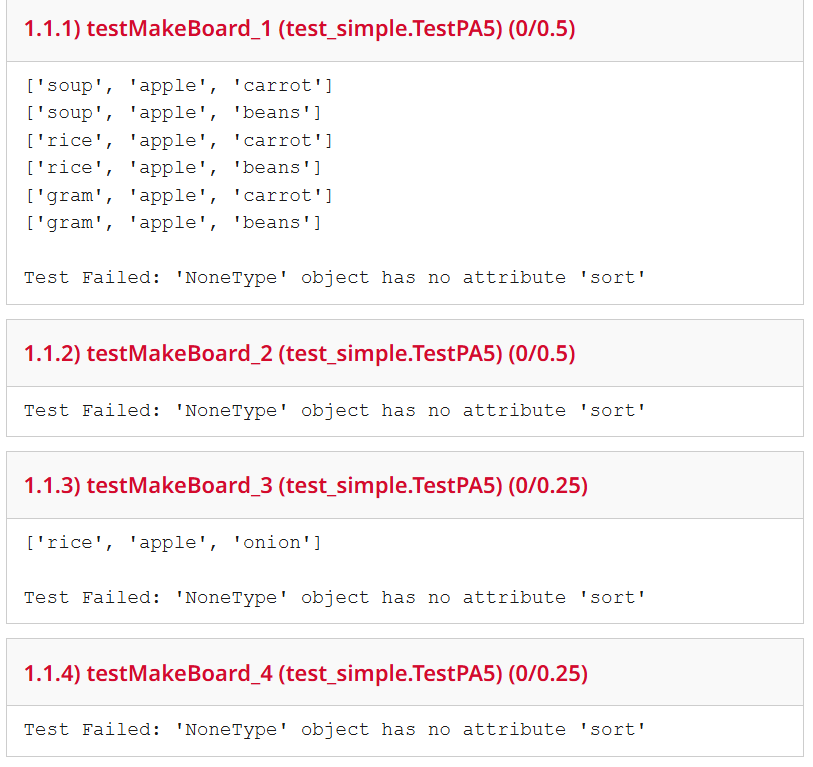 1.1.1) testMakeBoard_1 (test_simple.TestPA5) (0/0.5)
['soup', 'apple', 'carrot']
['soup', 'apple', 'beans']
['rice', 'apple', 'carrot']
['rice', 'apple', 'beans']
['gram', 'apple', 'carrot']
['gram', 'apple', 'beans']
Test Failed: 'NoneType' object has no attribute 'sort'
1.1.2) testMakeBoard_2 (test_simple.TestPA5) (0/0.5)
Test Failed: 'NoneType' object has no attribute 'sort'
1.1.3) testMakeBoard_3 (test_simple.TestPA5) (0/0.25)
['rice', 'apple', 'onion']
Test Failed: 'NoneType' object has no attribute 'sort'
1.1.4) testMakeBoard_4 (test_simple.TestPA5) (0/0.25)
Test Failed: 'NoneType' object has no attribute 'sort'